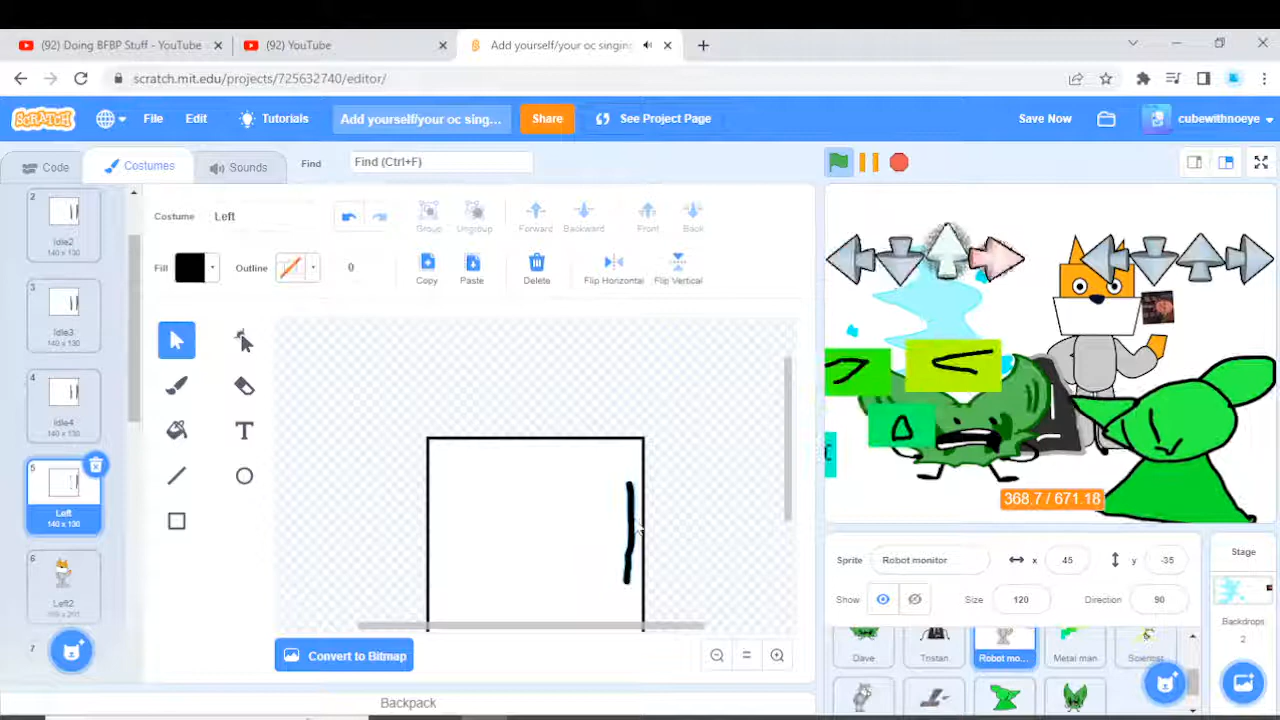 (92) Doing BFBP Stuff - YouTube
(92) YouTube
Add yourself/your oc singing
scratch.mit.edu/projects/725632740/editor/
SCRATCH
File
Edit
Tutorials
Add yourself/your oc sing...
Share
See Project Page
Save Now
cubewithnoeye
Code
Costumes
Sounds
Find
Find (Ctrl+F)
2
Idle2
140 x 130
3
Idle3
140 x 130
4
Idle4
140 x 130
5
Left
140 x 130
6
Left2
7
Costume
Left
Group
Ungroup
Forward
Backward
Front
Back
Fill
Outline
0
Copy
Paste
Delete
Flip Horizontal
Flip Vertical
T
Convert to Bitmap
Backpack
368.7 / 671.18
Sprite
Robot monitor
x
45
y
-35
Show
Size
120
Direction
90
Stage
Backdrops
2
Dave
Tristan
Robot mo...
Metal man
Scientist